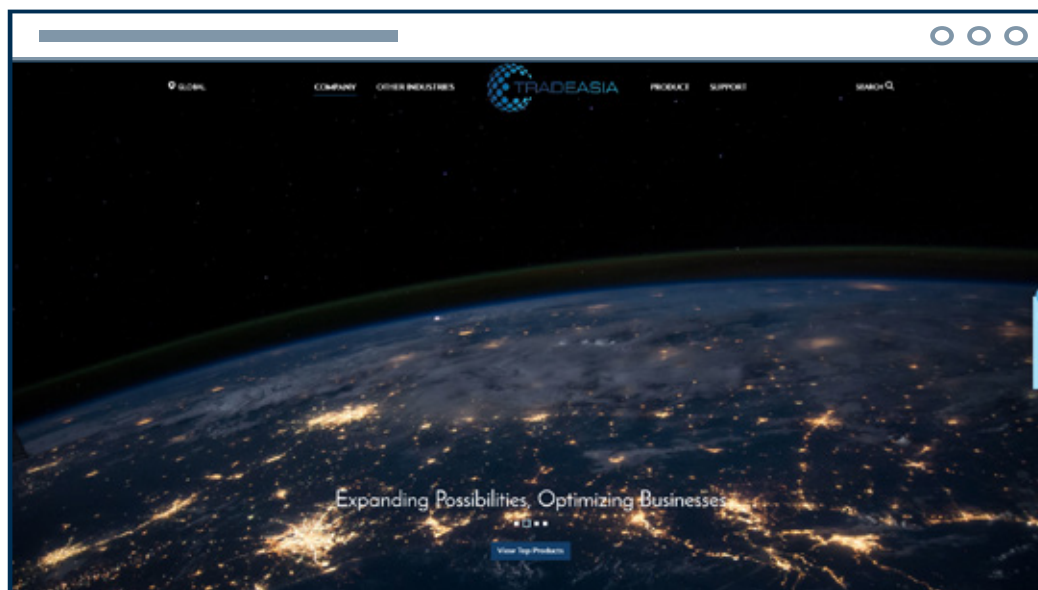 GLOBAL
COMPANY
OTHER INDUSTRIES
TRADEASIA
PRODUCT
SUPPORT
SEARCH
Expanding Possibilities, Optimizing Businesses
View Top Products